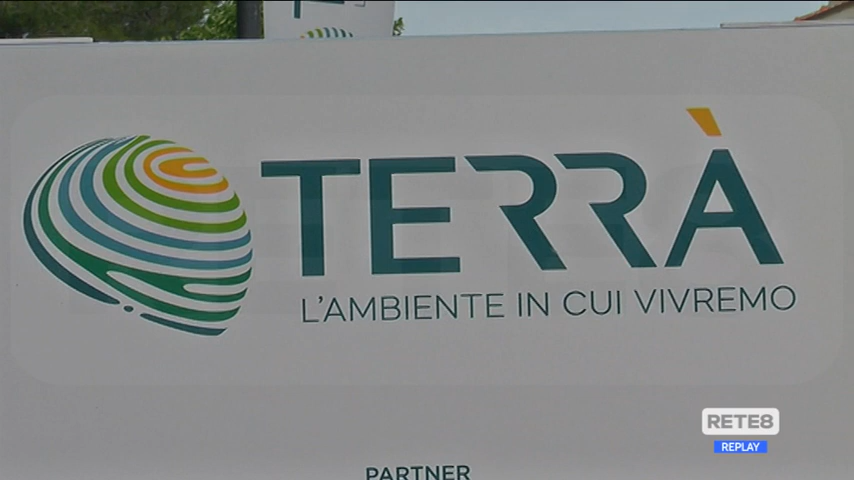 TERRÀ
L'AMBIENTE IN CUI VIVREMO
PARTNER
RETE8
REPLAY